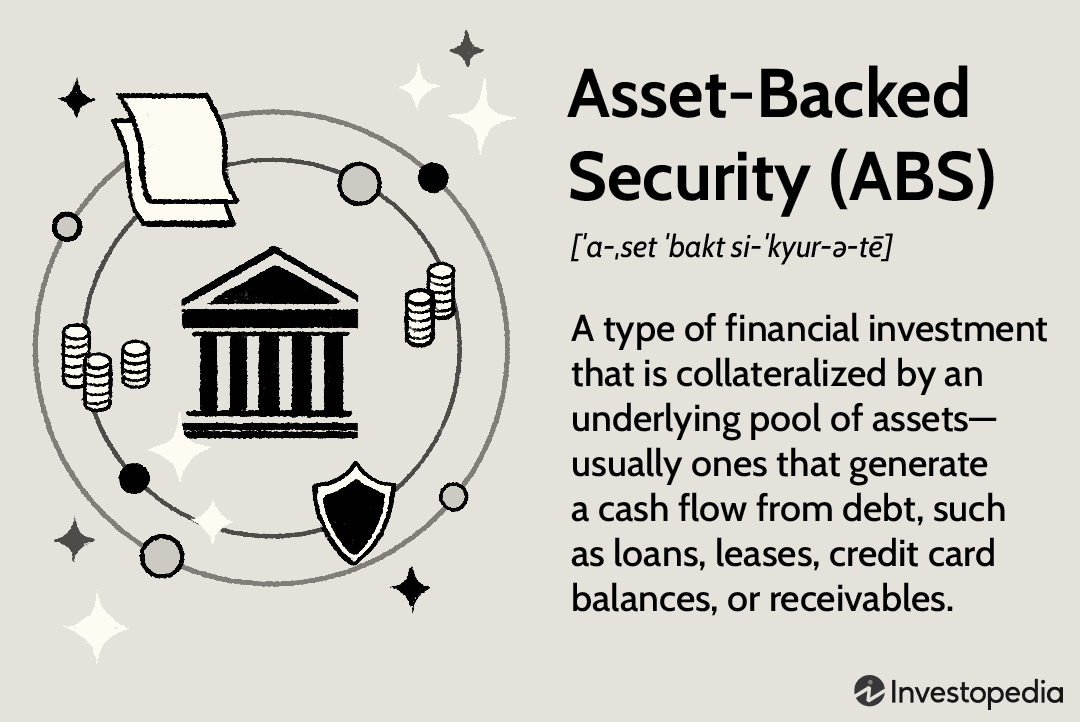 Asset-Backed
Security (ABS)
[ˈa-ˌset ˈbakt si-ˈkyur-ə-tē]
A type of financial investment
that is collateralized by an
underlying pool of assets—
usually ones that generate
a cash flow from debt, such
as loans, leases, credit card
balances, or receivables.
Investopedia